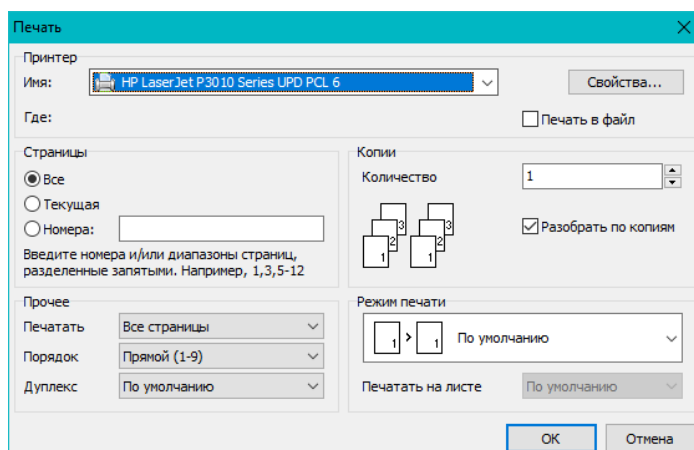 Печать
Принтер
Имя: HP LaserJet P3010 Series UPD PCL 6 Свойства...
Где: Печать в файл
Страницы
Все
Текущая
Номера:
Введите номера и/или диапазоны страниц,
разделенные запятыми. Например, 1,3,5-12
Копии
Количество 1
3 3
2 2
1 1
Разобрать по копиям
Прочее
Печатать Все страницы
Порядок Прямой (1-9)
Дуплекс По умолчанию
Режим печати
1 > 1 По умолчанию
Печатать на листе По умолчанию
OK Отмена